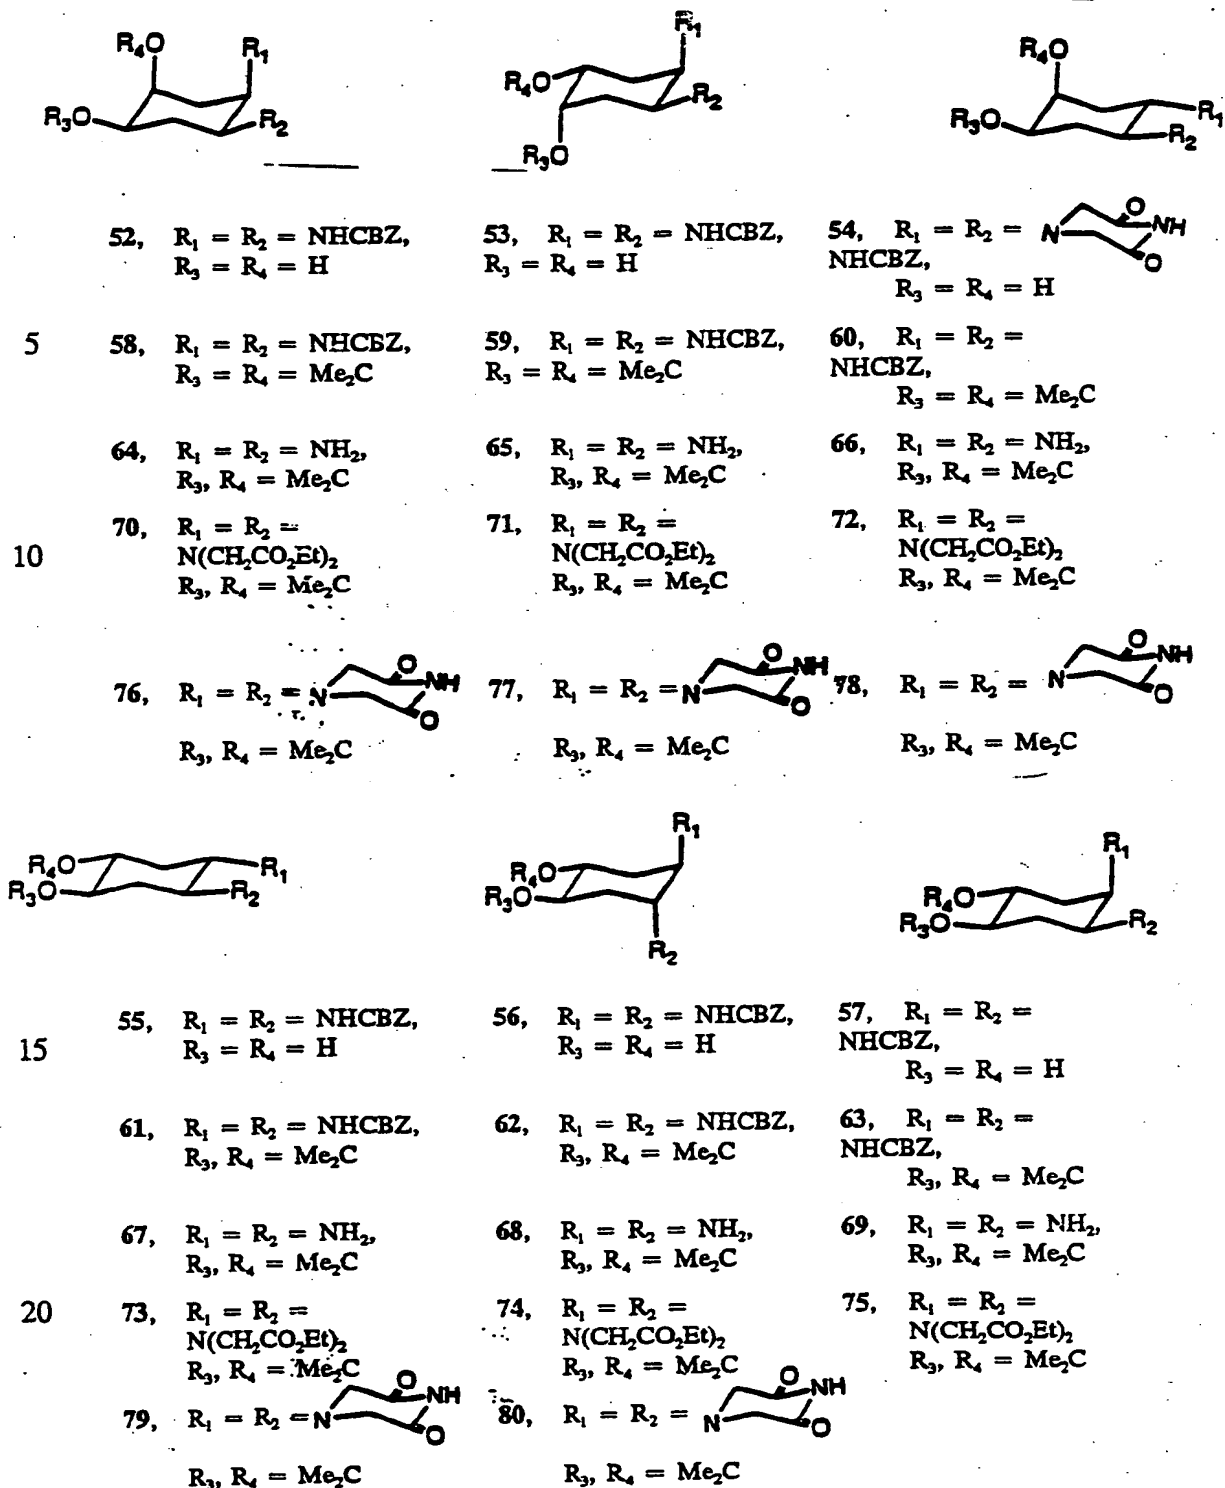 R₄O R₁ R₃O R₂
R₁ R₄O R₂ R₃O
R₄O R₃O R₁ R₂
52, R₁ = R₂ = NHCBZ,
R₃ = R₄ = H
53, R₁ = R₂ = NHCBZ,
R₃ = R₄ = H
54, R₁ = R₂ = N O NH O
NHCBZ,
R₃ = R₄ = H
5
58, R₁ = R₂ = NHCBZ,
R₃ = R₄ = Me₂C
59, R₁ = R₂ = NHCBZ,
R₃ = R₄ = Me₂C
60, R₁ = R₂ =
NHCBZ,
R₃ = R₄ = Me₂C
64, R₁ = R₂ = NH₂,
R₃, R₄ = Me₂C
65, R₁ = R₂ = NH₂,
R₃, R₄ = Me₂C
66, R₁ = R₂ = NH₂,
R₃, R₄ = Me₂C
10
70, R₁ = R₂ =
N(CH₂CO₂Et)₂
R₃, R₄ = Me₂C
71, R₁ = R₂ =
N(CH₂CO₂Et)₂
R₃, R₄ = Me₂C
72, R₁ = R₂ =
N(CH₂CO₂Et)₂
R₃, R₄ = Me₂C
76, R₁ = R₂ = N O NH O
R₃, R₄ = Me₂C
77, R₁ = R₂ = N O NH O
R₃, R₄ = Me₂C
78, R₁ = R₂ = N O NH O
R₃, R₄ = Me₂C
R₄O R₃O R₁ R₂
R₁ R₄O R₃O R₂
R₁ R₄O R₃O R₂
15
55, R₁ = R₂ = NHCBZ,
R₃ = R₄ = H
56, R₁ = R₂ = NHCBZ,
R₃ = R₄ = H
57, R₁ = R₂ =
NHCBZ,
R₃ = R₄ = H
61, R₁ = R₂ = NHCBZ,
R₃, R₄ = Me₂C
62, R₁ = R₂ = NHCBZ,
R₃, R₄ = Me₂C
63, R₁ = R₂ =
NHCBZ,
R₃, R₄ = Me₂C
67, R₁ = R₂ = NH₂,
R₃, R₄ = Me₂C
68, R₁ = R₂ = NH₂,
R₃, R₄ = Me₂C
69, R₁ = R₂ = NH₂,
R₃, R₄ = Me₂C
20
73, R₁ = R₂ =
N(CH₂CO₂Et)₂
R₃, R₄ = Me₂C
74, R₁ = R₂ =
N(CH₂CO₂Et)₂
R₃, R₄ = Me₂C
75, R₁ = R₂ =
N(CH₂CO₂Et)₂
R₃, R₄ = Me₂C
79, R₁ = R₂ = N O NH O
R₃, R₄ = Me₂C
80, R₁ = R₂ = N O NH O
R₃, R₄ = Me₂C